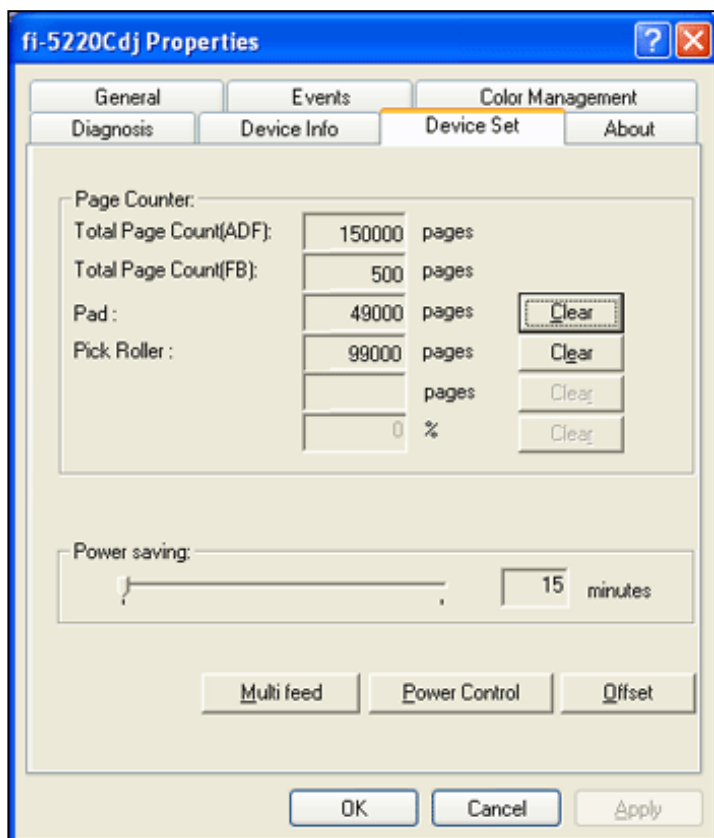 fi-5220Cdj Properties
General Events Color Management
Diagnosis Device Info Device Set About
Page Counter:
Total Page Count(ADF): 150000 pages
Total Page Count(FB): 500 pages
Pad : 49000 pages Clear
Pick Roller : 99000 pages Clear
pages Clear
0 % Clear
Power saving:
15 minutes
Multi feed Power Control Offset
OK Cancel Apply